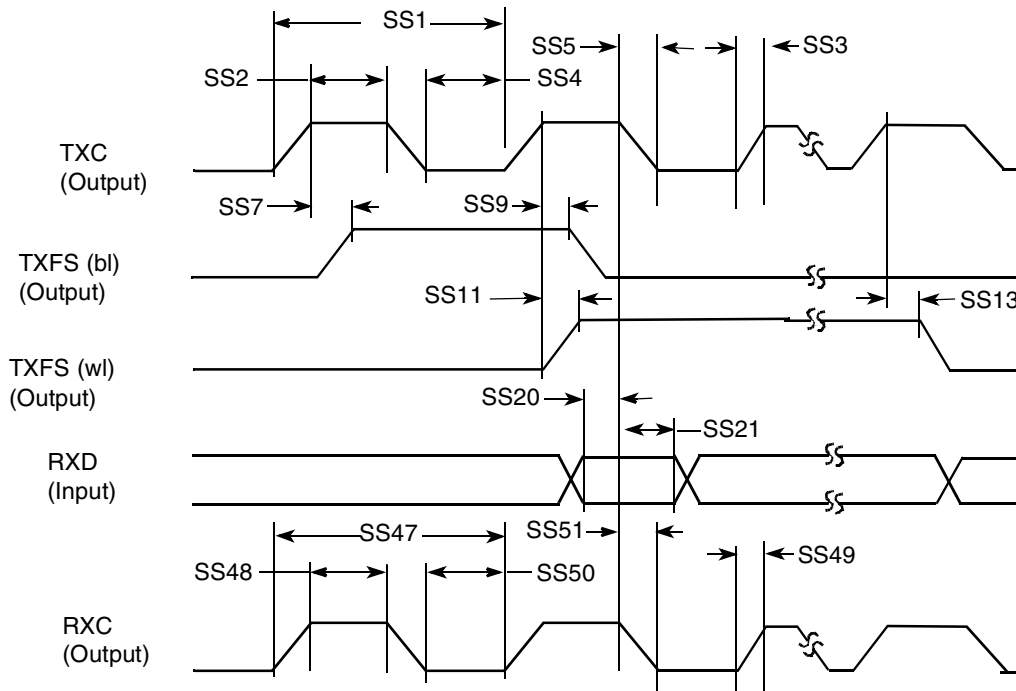 SS1
SS5
SS3
SS2
SS4
TXC
(Output)
SS7
SS9
TXFS (bl)
(Output)
SS11
SS13
TXFS (wl)
(Output)
SS20
SS21
RXD
(Input)
SS47
SS51
SS49
SS48
SS50
RXC
(Output)